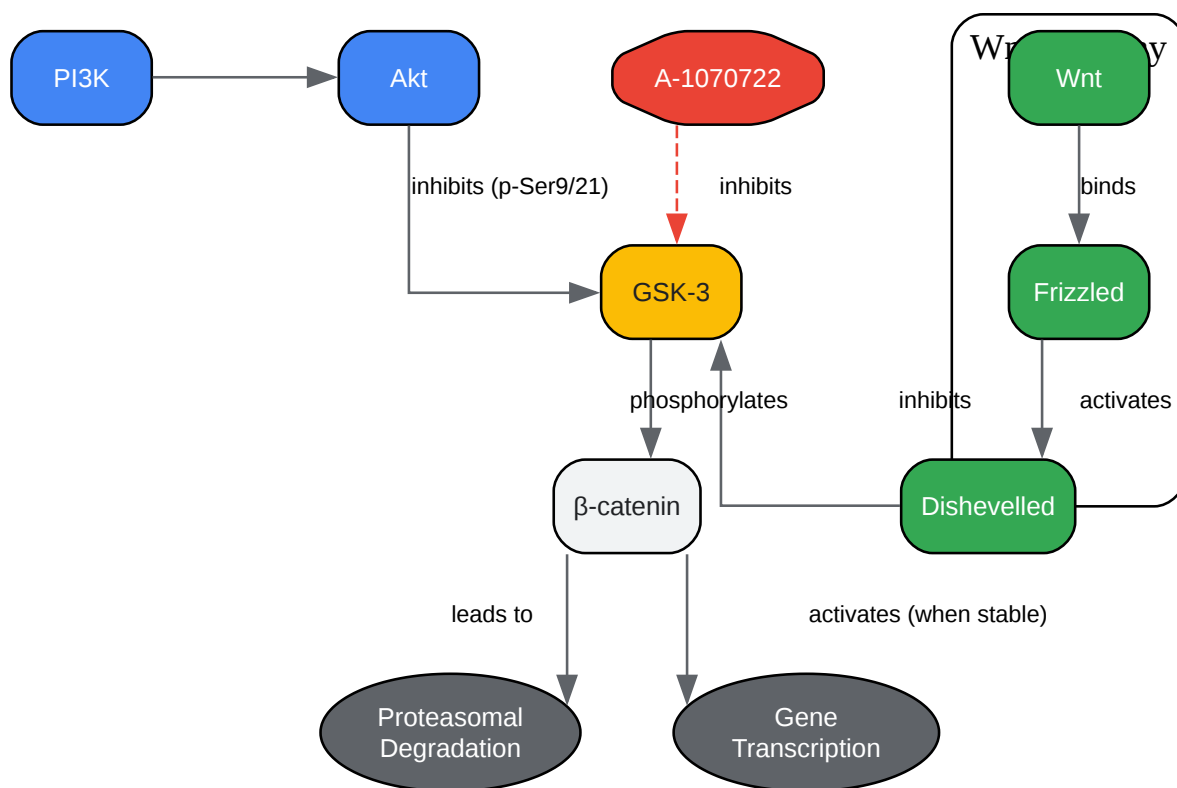 PI3K
Akt
A-1070722
Wnt
inhibits (p-Ser9/21)
inhibits
binds
GSK-3
Frizzled
phosphorylates
inhibits
activates
β-catenin
Dishevelled
leads to
activates (when stable)
Proteasomal
Degradation
Gene
Transcription